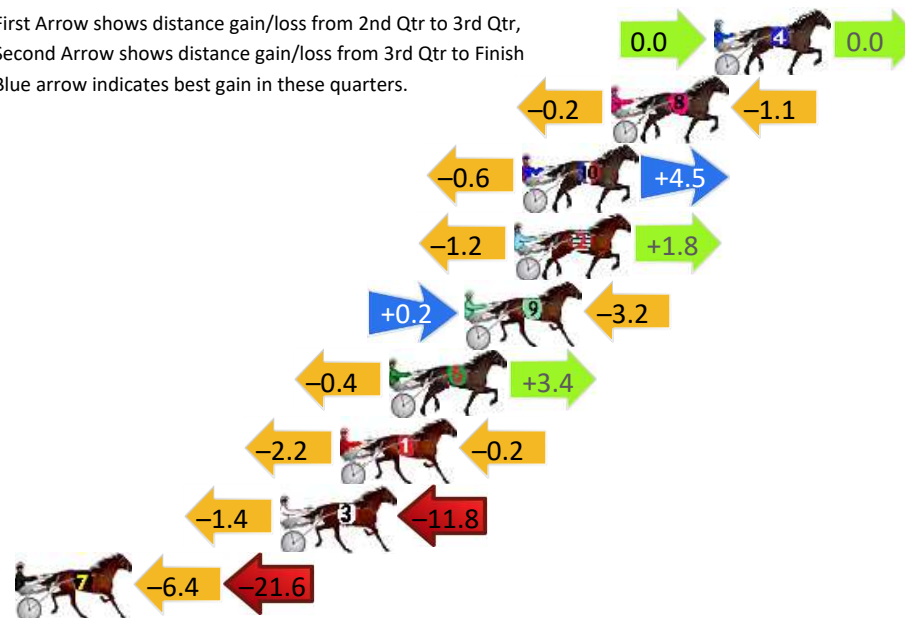 First Arrow shows distance gain/loss from 2nd Qtr to 3rd Qtr,
Second Arrow shows distance gain/loss from 3rd Qtr to Finish
Blue arrow indicates best gain in these quarters.
0.0 4 0.0
–0.2 8 –1.1
–0.6 10 +4.5
–1.2 2 +1.8
+0.2 9 –3.2
–0.4 +3.4
–2.2 1 –0.2
–1.4 3 –11.8
7 –6.4 –21.6